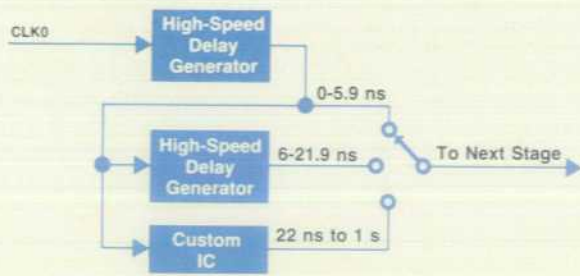 CLK0
High-Speed
Delay
Generator
0-5.9 ns
High-Speed
Delay
Generator
6-21.9 ns
To Next Stage
Custom
IC
22 ns to 1 s